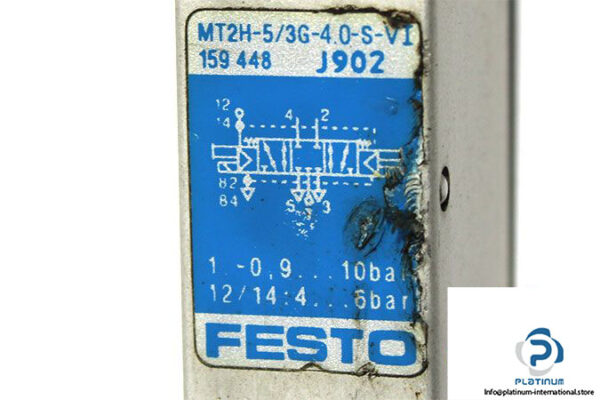 MT2H-5/3G-4,0-S-VI
159 448 J902
12
14
4 2
82
84
5 3
1:-0,9...10bar
12/14:4...6bar
FESTO
PLATINUM
Info@platinum-international.store